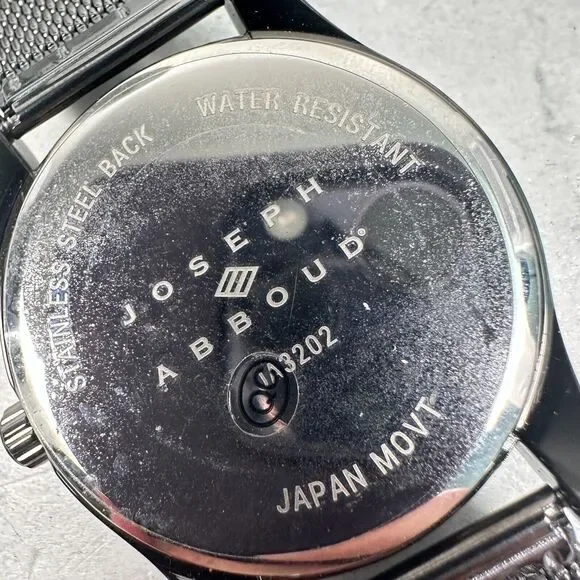 STAINLESS STEEL BACK
WATER RESISTANT
JOSEPH
ABBOUD®
3202
JAPAN MOVT